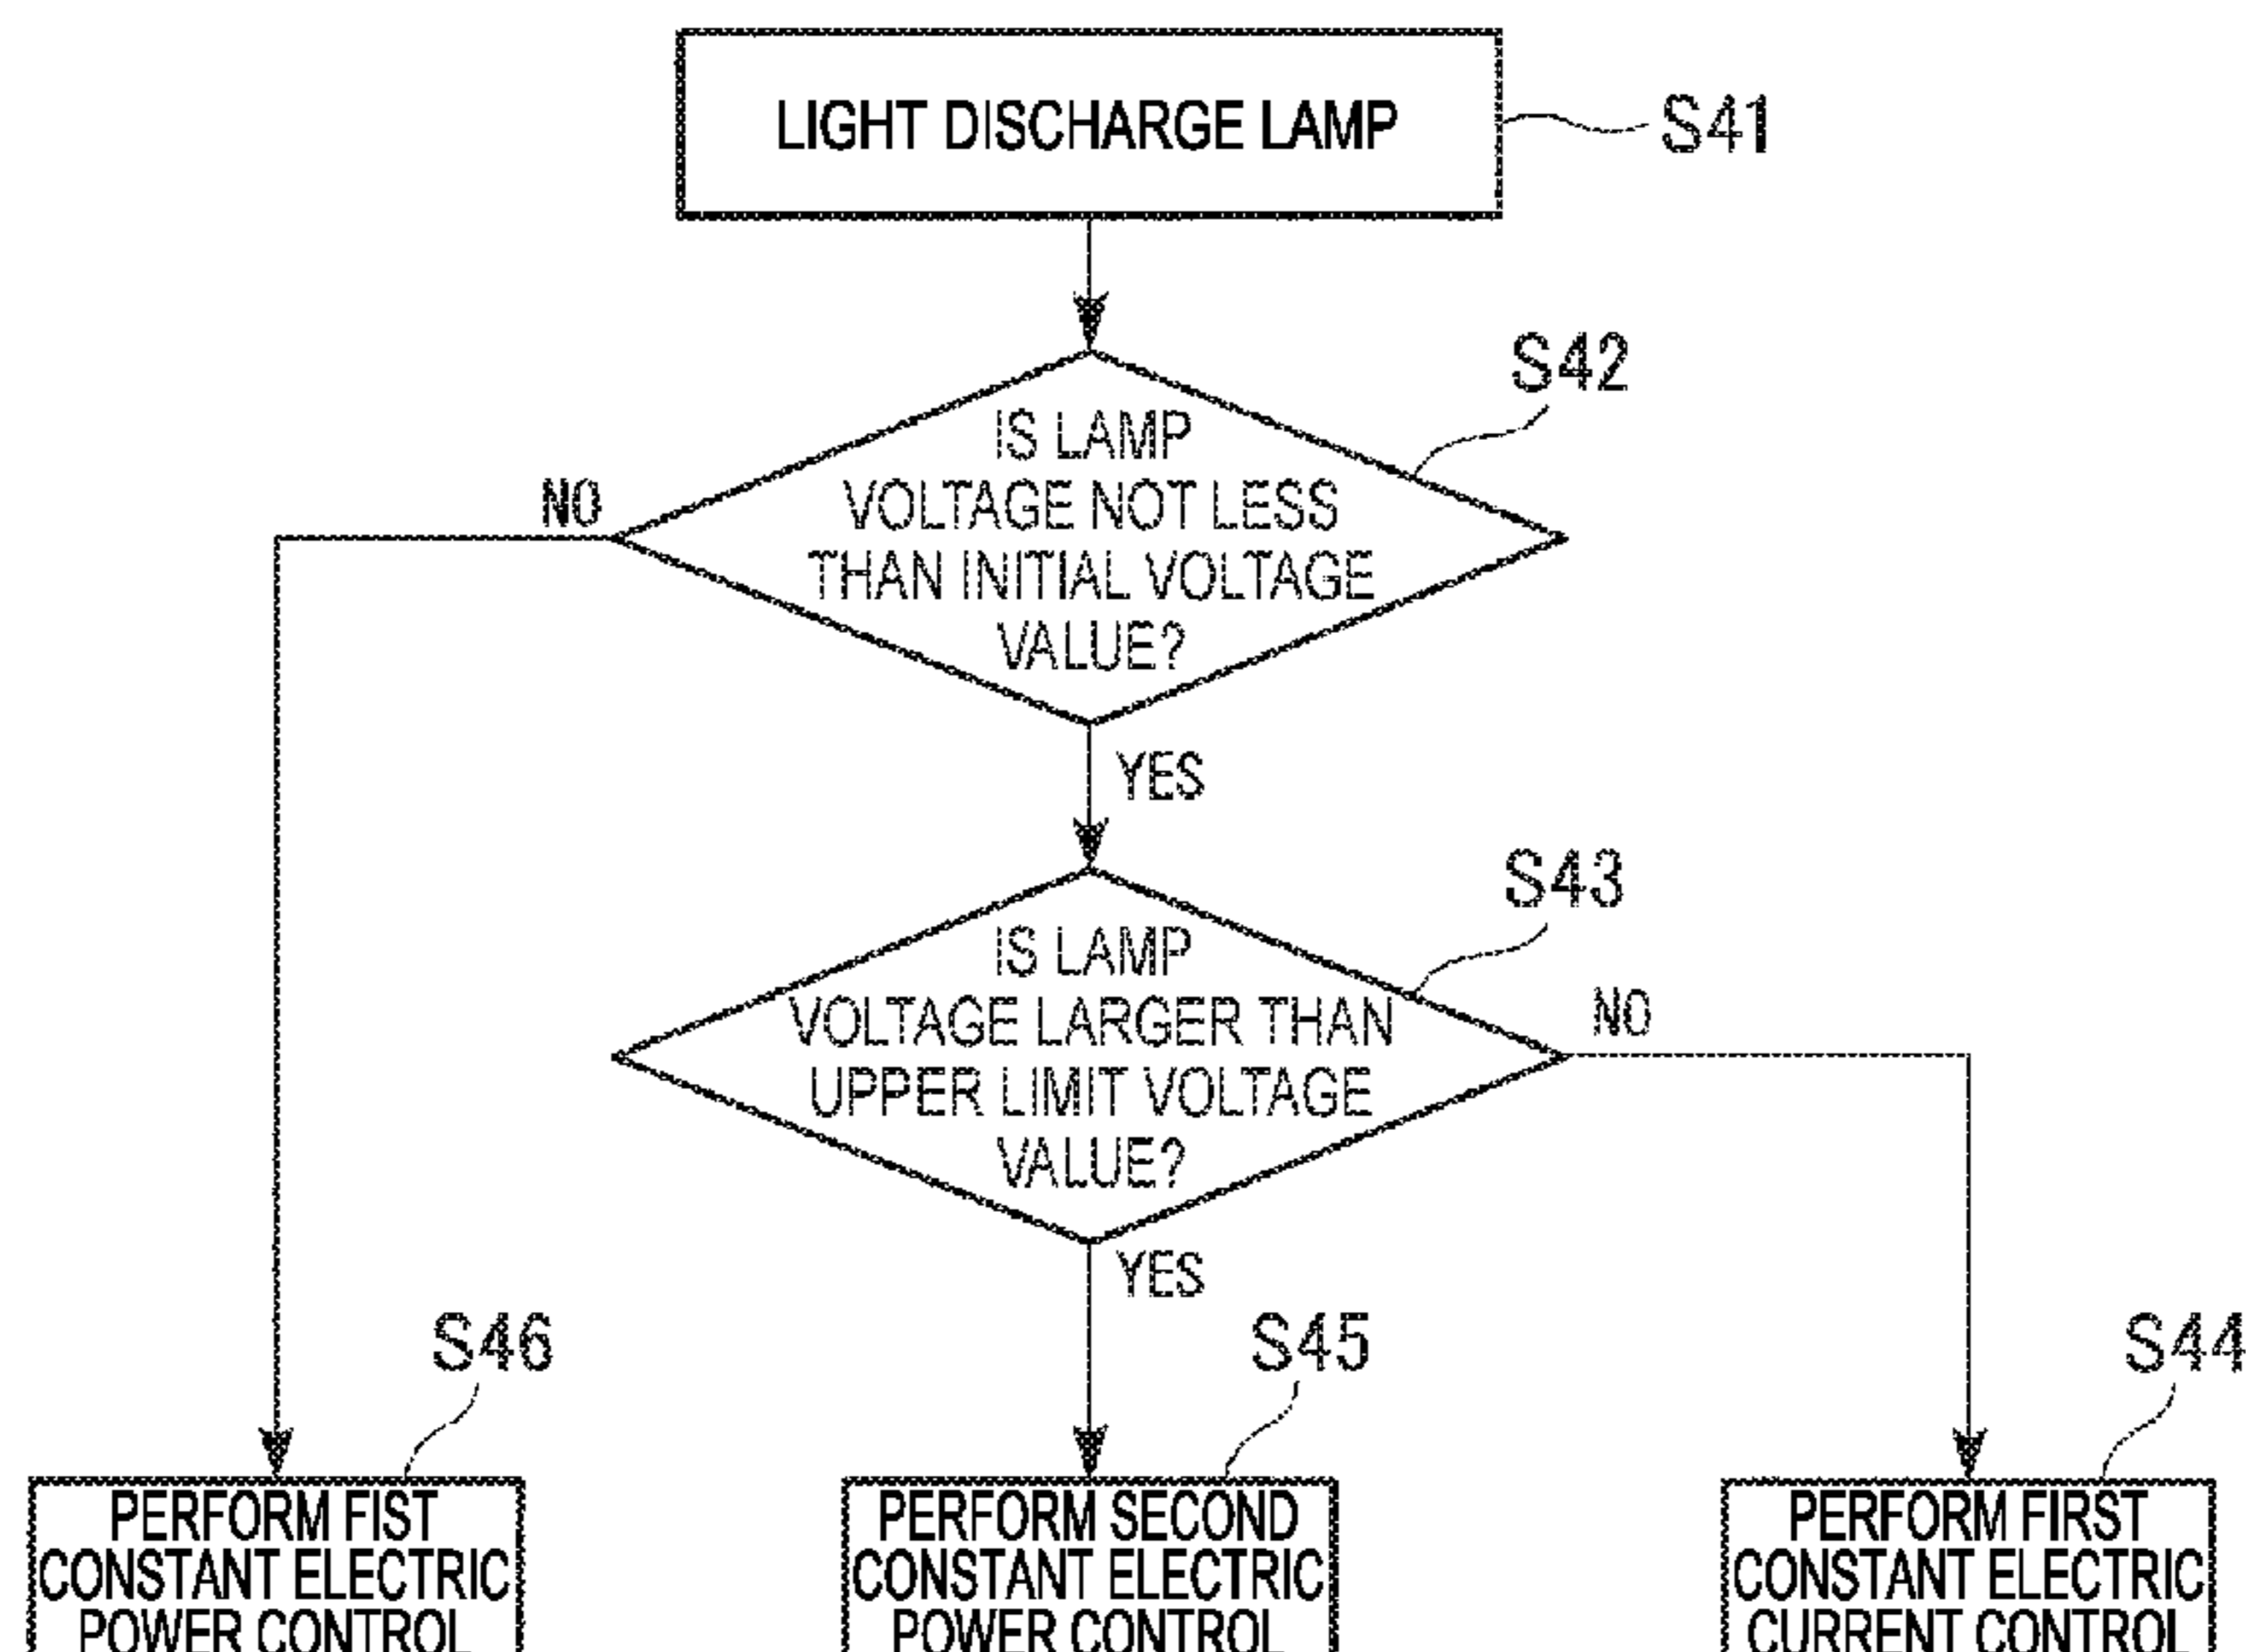 LIGHT DISCHARGE LAMP
S41
S42
IS LAMP
VOLTAGE NOT LESS
THAN INITIAL VOLTAGE
VALUE?
NO
YES
S43
IS LAMP
VOLTAGE LARGER THAN
UPPER LIMIT VOLTAGE
VALUE?
NO
YES
S46
PERFORM FIST
CONSTANT ELECTRIC
POWER CONTROL
S45
PERFORM SECOND
CONSTANT ELECTRIC
POWER CONTROL
S44
PERFORM FIRST
CONSTANT ELECTRIC
CURRENT CONTROL